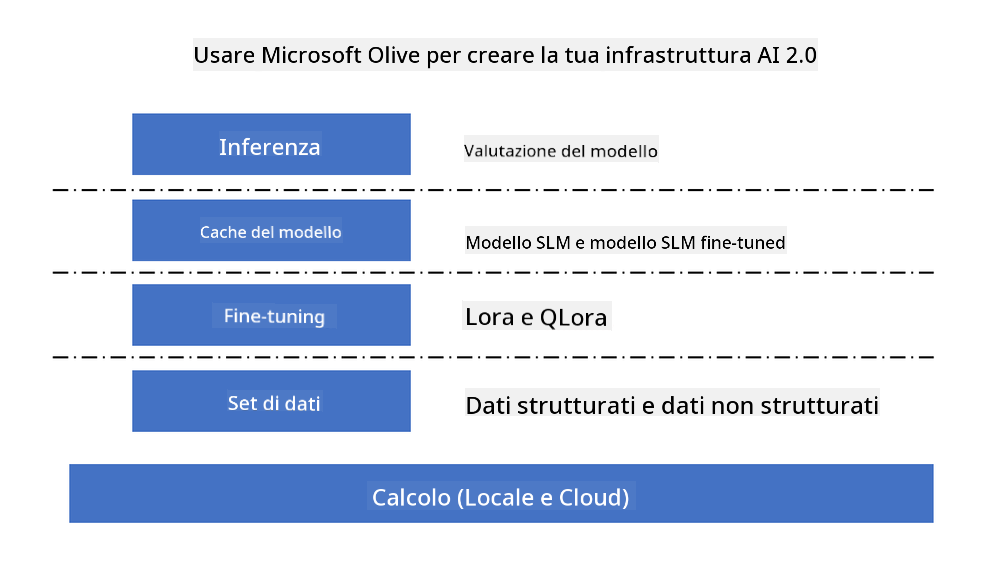 Usare Microsoft Olive per creare la tua infrastruttura AI 2.0
Inferenza
Valutazione del modello
Cache del modello
Modello SLM e modello SLM fine-tuned
Fine-tuning
Lora e QLora
Set di dati
Dati strutturati e dati non strutturati
Calcolo (Locale e Cloud)